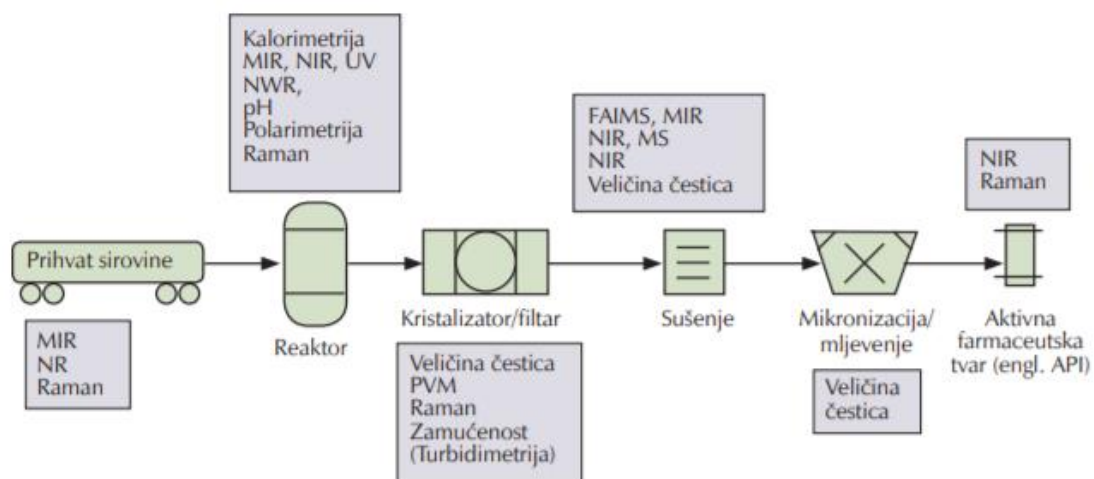 Kalorimetrija
MIR, NIR, UV
NWR,
pH
Polarimetrija
Raman
FAIMS, MIR
NIR, MS
NIR
Veličina čestica
NIR
Raman
Prihvat sirovine
MIR
NR
Raman
Reaktor
Kristalizator/filtar
Veličina čestica
PVM
Raman
Zamućenost
(Turbidimetrija)
Sušenje
Mikronizacija/
mljevenje
Veličina
čestica
Aktivna
farmaceutska
tvar (engl. API)